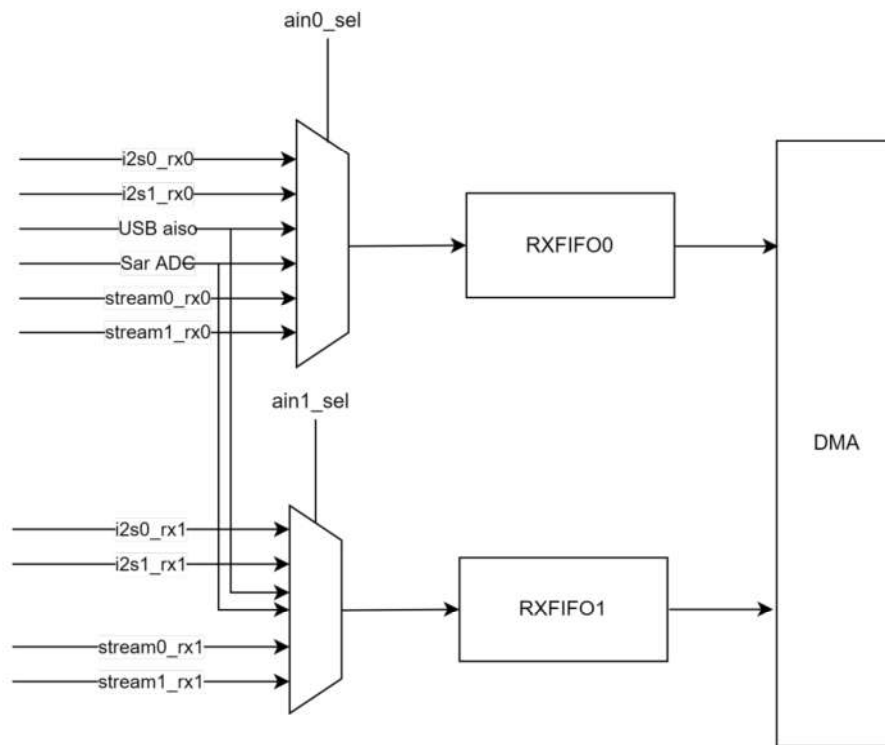 ain0_sel
i2s0_rx0
i2s1_rx0
USB aiso
Sar ADC
stream0_rx0
stream1_rx0
RXFIFO0
ain1_sel
DMA
i2s0_rx1
i2s1_rx1
stream0_rx1
stream1_rx1
RXFIFO1